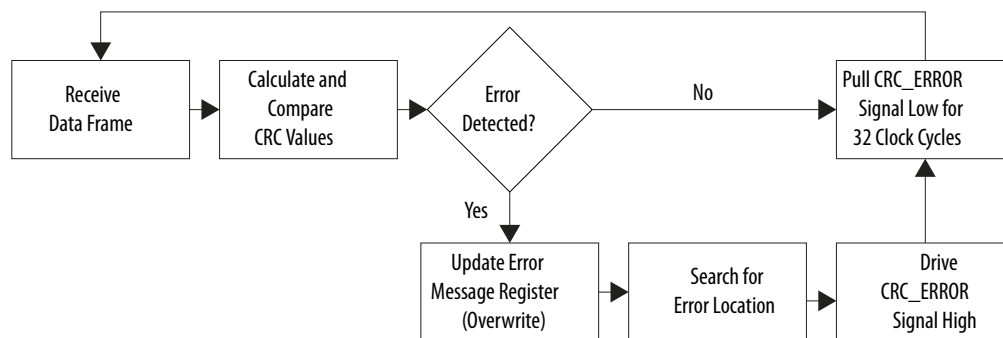 Receive
Data Frame
Calculate and
Compare
CRC Values
Error
Detected?
No
Pull CRC_ERROR
Signal Low for
32 Clock Cycles
Yes
Update Error
Message Register
(Overwrite)
Search for
Error Location
Drive
CRC_ERROR
Signal High